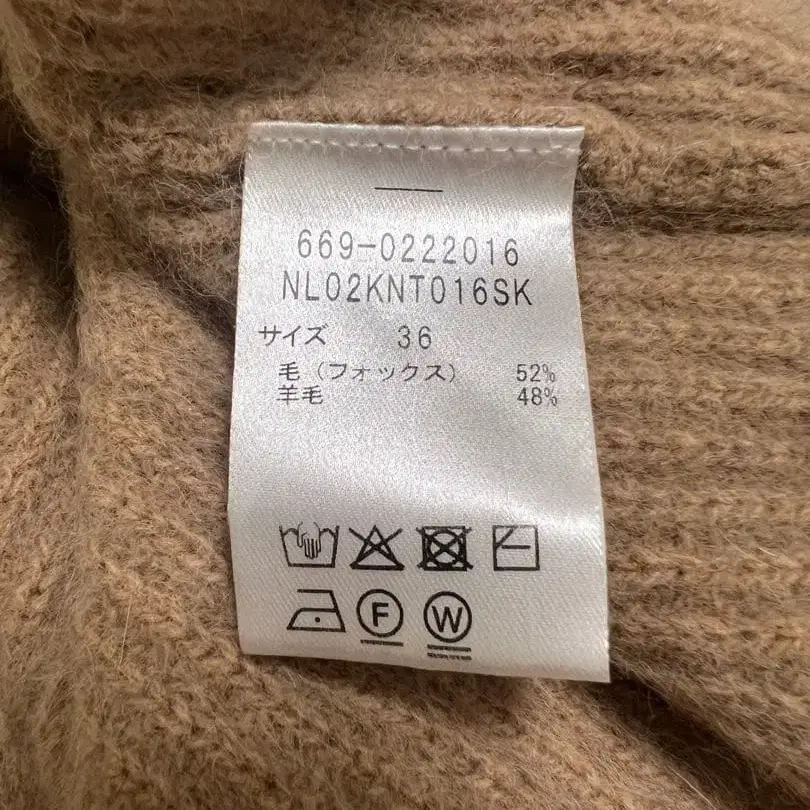 669-0222016
NL02KNT016SK
サイズ 36
毛（フォックス） 52%
羊毛 48%
F W